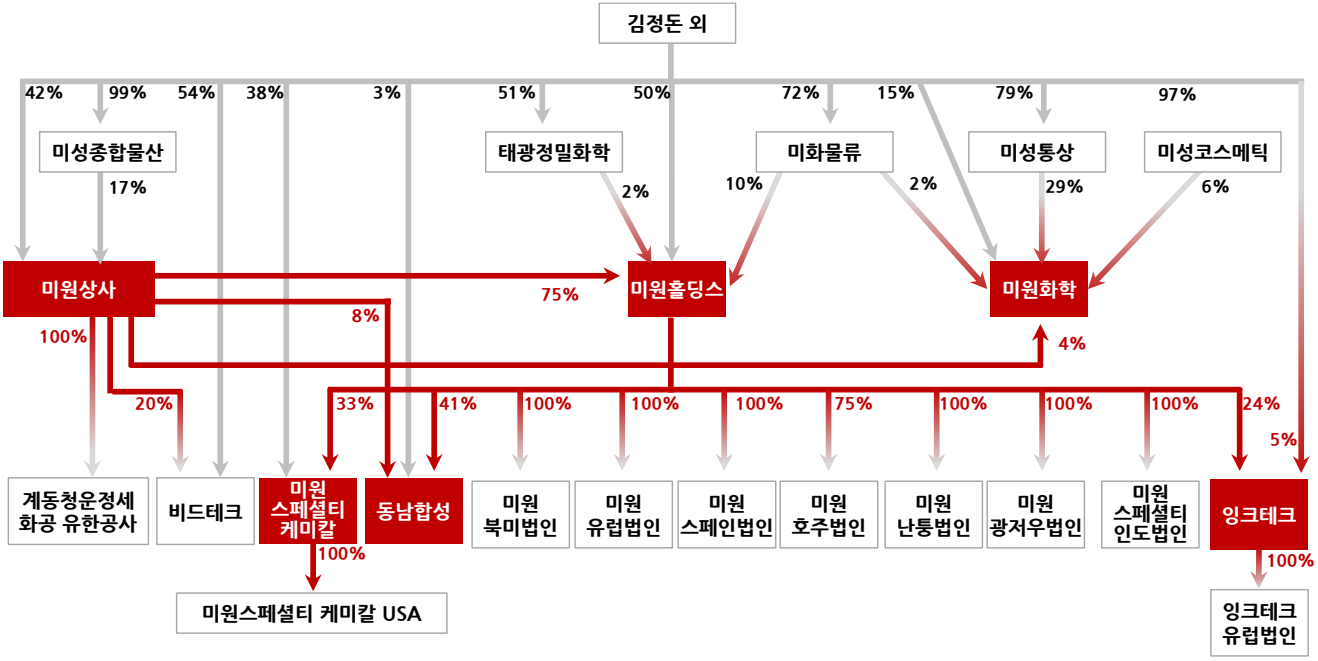 김정돈 외
42%
99%
54%
38%
3%
51%
50%
72%
15%
79%
97%
미성종합물산
태광정밀화학
미화물류
미성통상
미성코스메틱
17%
2%
10%
2%
29%
6%
미원상사
미원홀딩스
미원화학
75%
8%
100%
4%
20%
33%
41%
100%
100%
100%
75%
100%
100%
100%
24%
5%
계동청운정세
화공 유한공사
비드테크
미원
스페셜티
케미칼
동남합성
미원
북미법인
미원
유럽법인
미원
스페인법인
미원
호주법인
미원
난퉁법인
미원
광저우법인
미원
스페셜티
인도법인
잉크테크
100%
100%
미원스페셜티 케미칼 USA
잉크테크
유럽법인